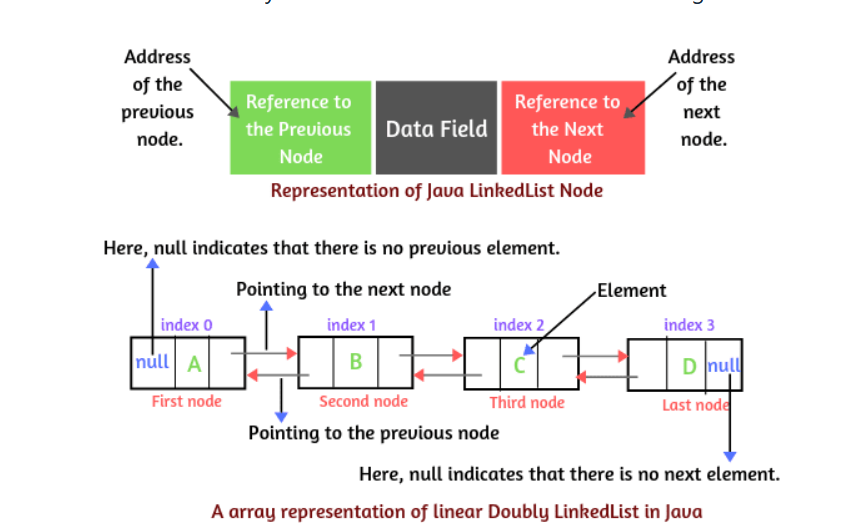 Address
of the
previous
node.
Reference to
the Previous
Node
Data Field
Reference to
the Next
Node
Address
of the
next
node.
Representation of Java LinkedList Node
Here, null indicates that there is no previous element.
Pointing to the next node
Element
index 0
index 1
index 2
index 3
null
A
B
C
D
null
First node
Second node
Third node
Last node
Pointing to the previous node
Here, null indicates that there is no next element.
A array representation of linear Doubly LinkedList in Java